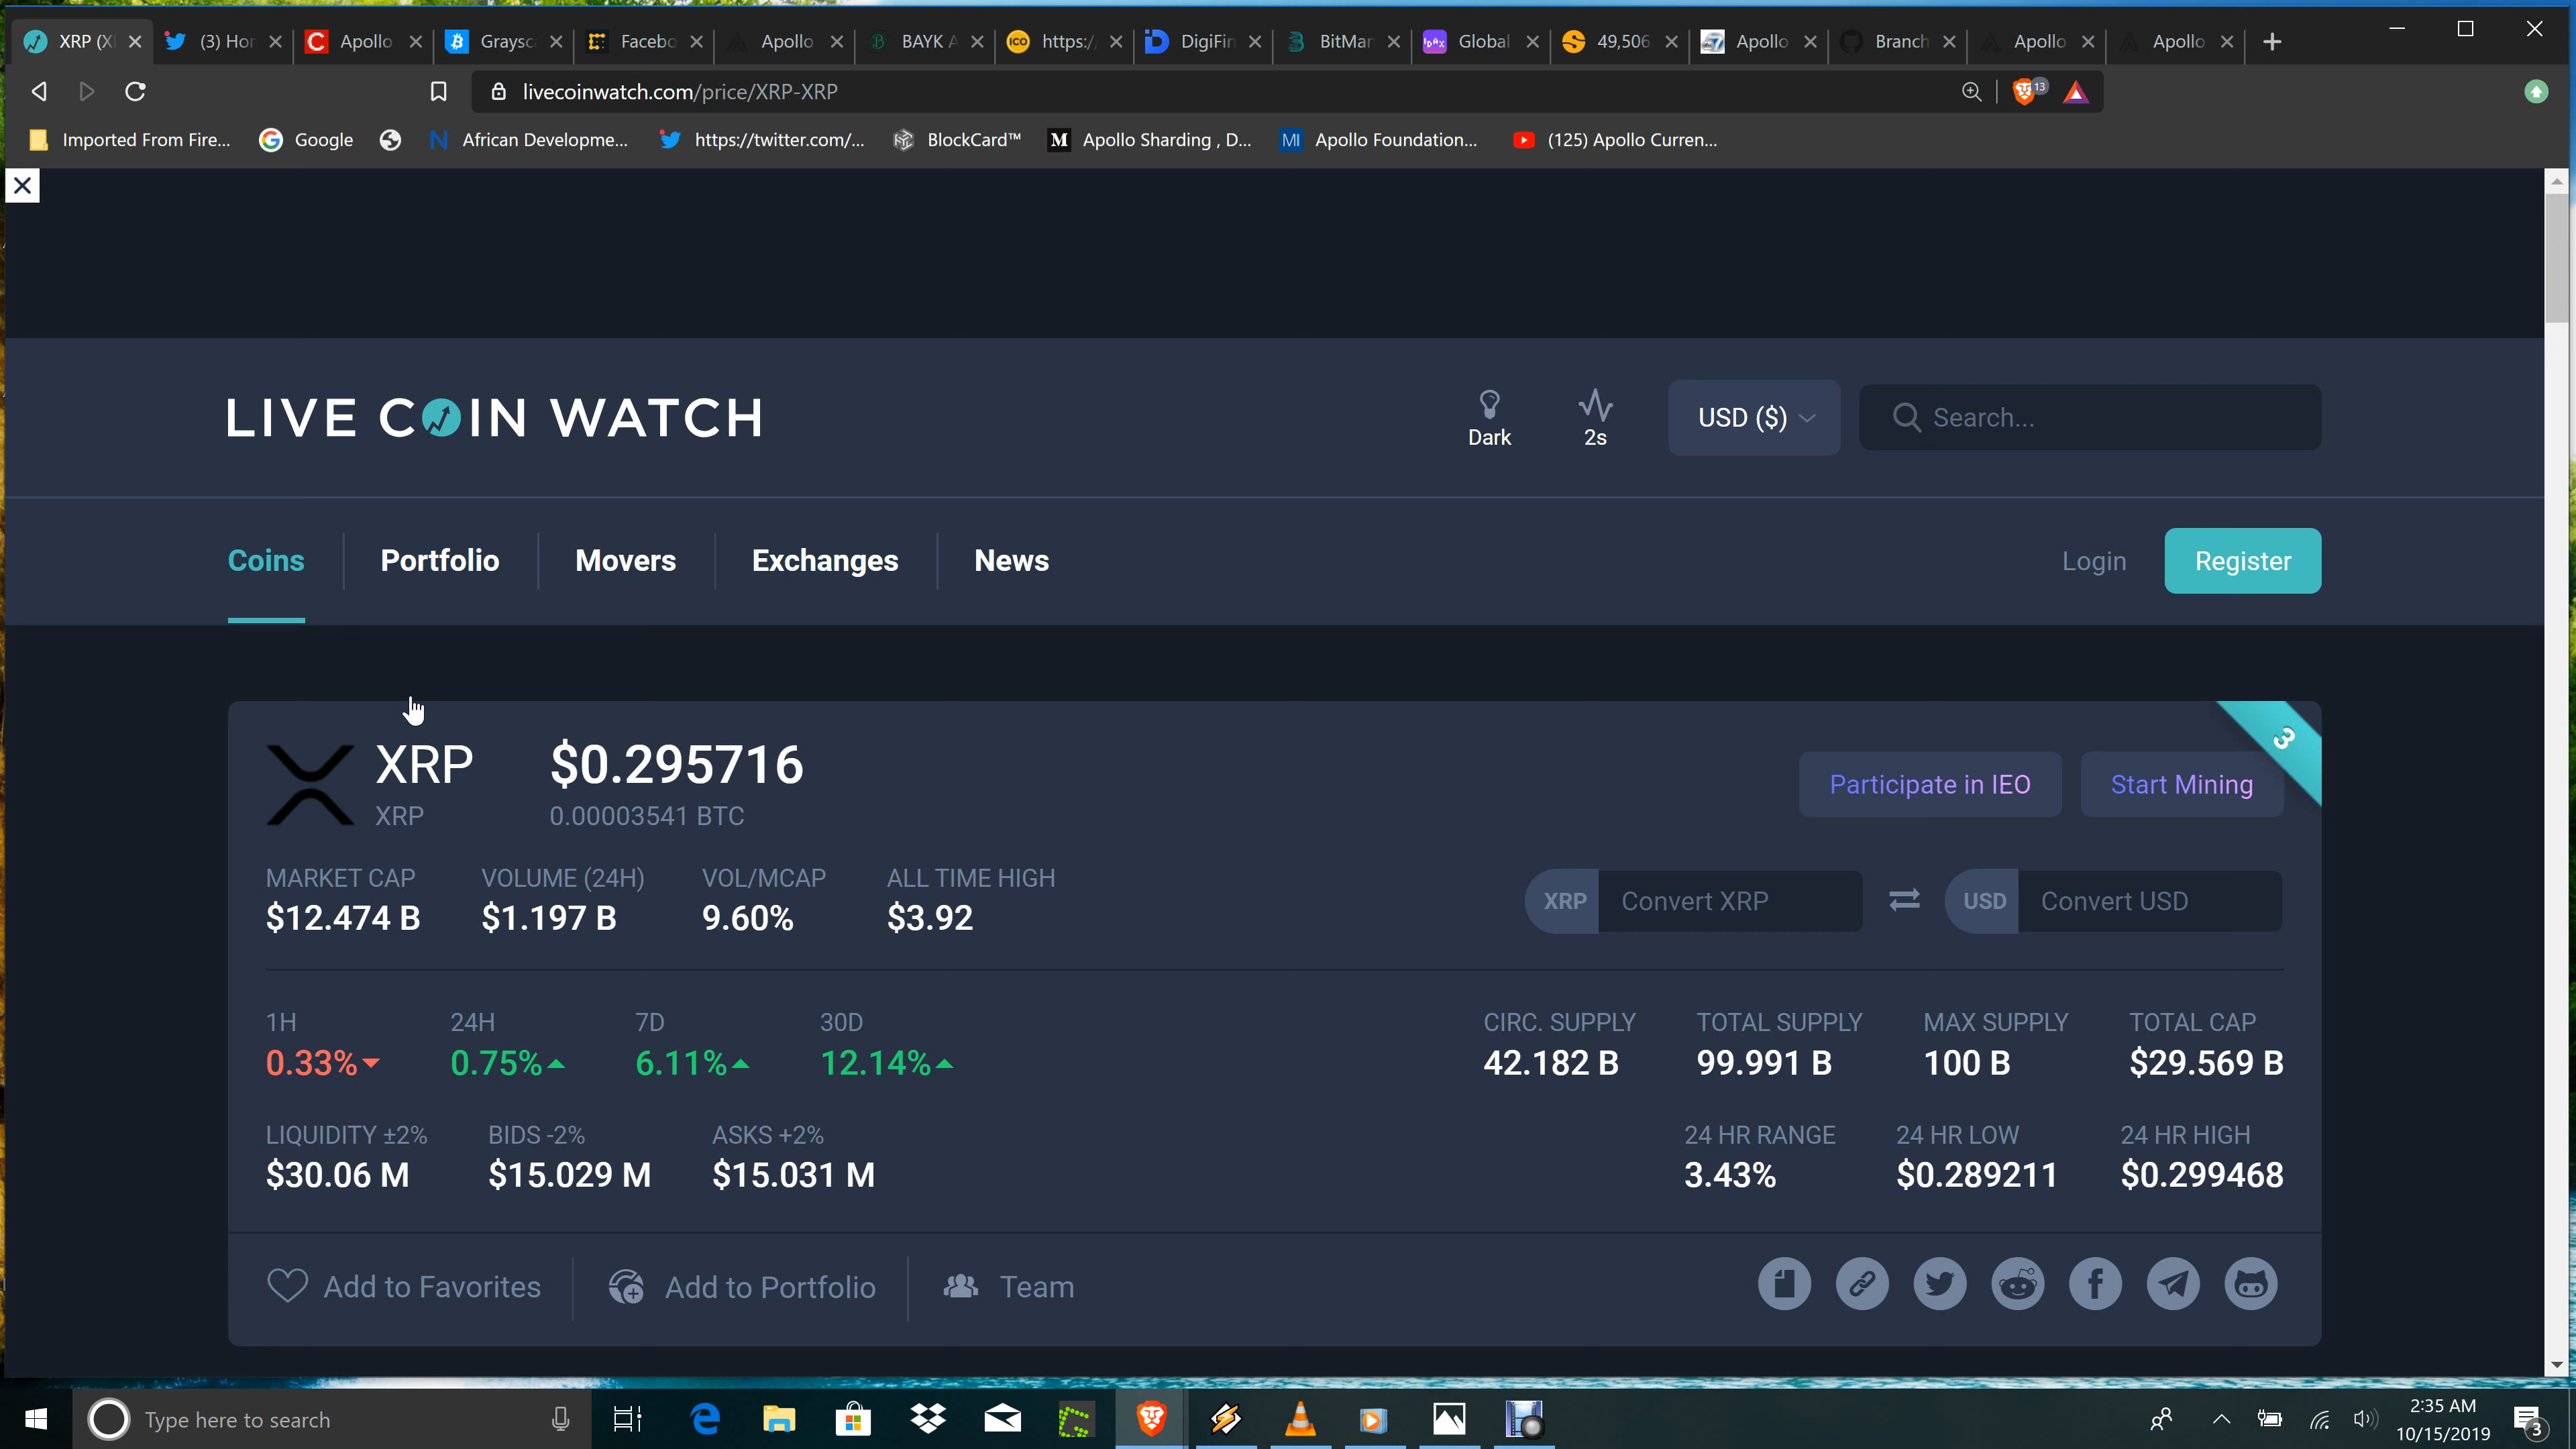 XRP (X
(3) Hor
Apollo
Graysc
Facebo
Apollo
BAYK A
https:/
DigiFin
BitMar
Global
49,506
Apollo
Branch
Apollo
Apollo
livecoinwatch.com/price/XRP-XRP
13
Imported From Fire...
Google
African Developme...
https://twitter.com/...
BlockCard™
Apollo Sharding , D...
MI Apollo Foundation...
(125) Apollo Curren...
LIVE COIN WATCH
Dark
2s
USD ($)
Search...
Coins
Portfolio
Movers
Exchanges
News
Login
Register
3
XRP
$0.295716
XRP
0.00003541 BTC
Participate in IEO
Start Mining
MARKET CAP
VOLUME (24H)
VOL/MCAP
ALL TIME HIGH
$12.474 B
$1.197 B
9.60%
$3.92
XRP
Convert XRP
USD
Convert USD
1H
24H
7D
30D
0.33%
0.75%
6.11%
12.14%
CIRC. SUPPLY
TOTAL SUPPLY
MAX SUPPLY
TOTAL CAP
42.182 B
99.991 B
100 B
$29.569 B
LIQUIDITY ±2%
BIDS -2%
ASKS +2%
$30.06 M
$15.029 M
$15.031 M
24 HR RANGE
24 HR LOW
24 HR HIGH
3.43%
$0.289211
$0.299468
Add to Favorites
Add to Portfolio
Team
Type here to search
2:35 AM
10/15/2019
3